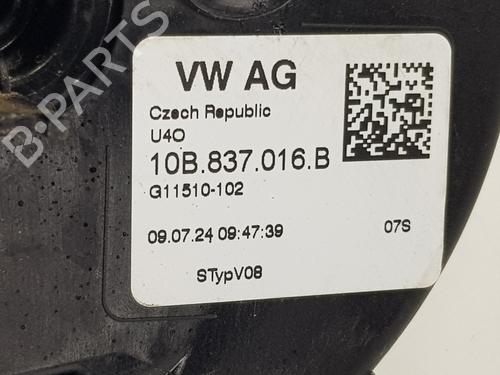 VW AG
Czech Republic
U4O
10B.837.016.B
G11510-102
09.07.24 09:47:39
07S
STypV08
B-PARTS